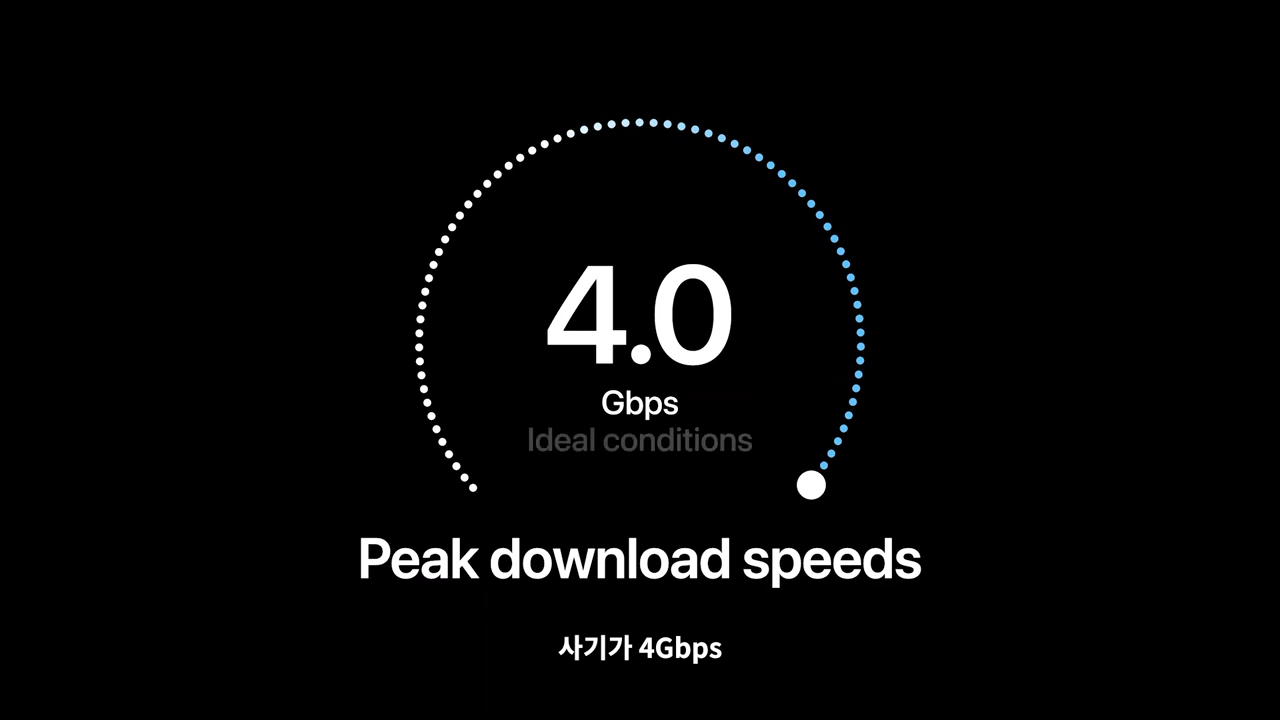 4.0
Gbps
Ideal conditions
Peak download speeds
사기가 4Gbps